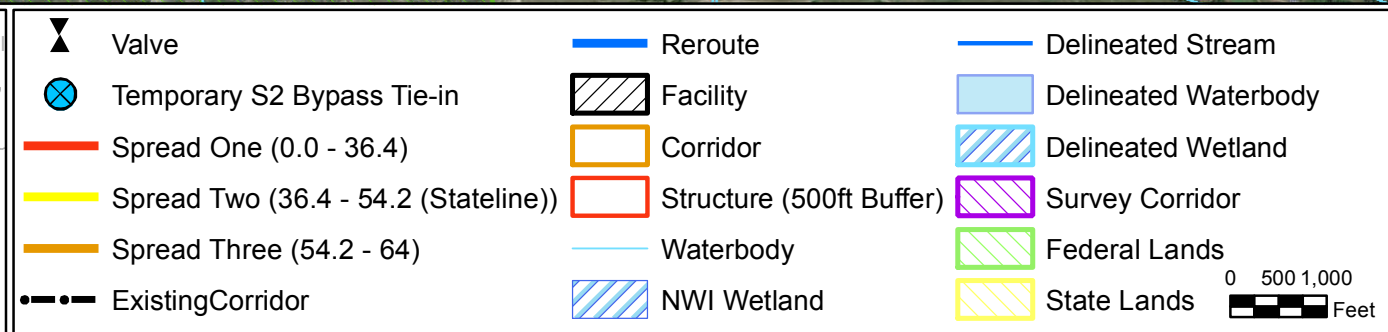 Valve
Temporary S2 Bypass Tie-in
Spread One (0.0 - 36.4)
Spread Two (36.4 - 54.2 (Stateline))
Spread Three (54.2 - 64)
ExistingCorridor
Reroute
Facility
Corridor
Structure (500ft Buffer)
Waterbody
NWI Wetland
Delineated Stream
Delineated Waterbody
Delineated Wetland
Survey Corridor
Federal Lands
State Lands
0 500 1,000
Feet